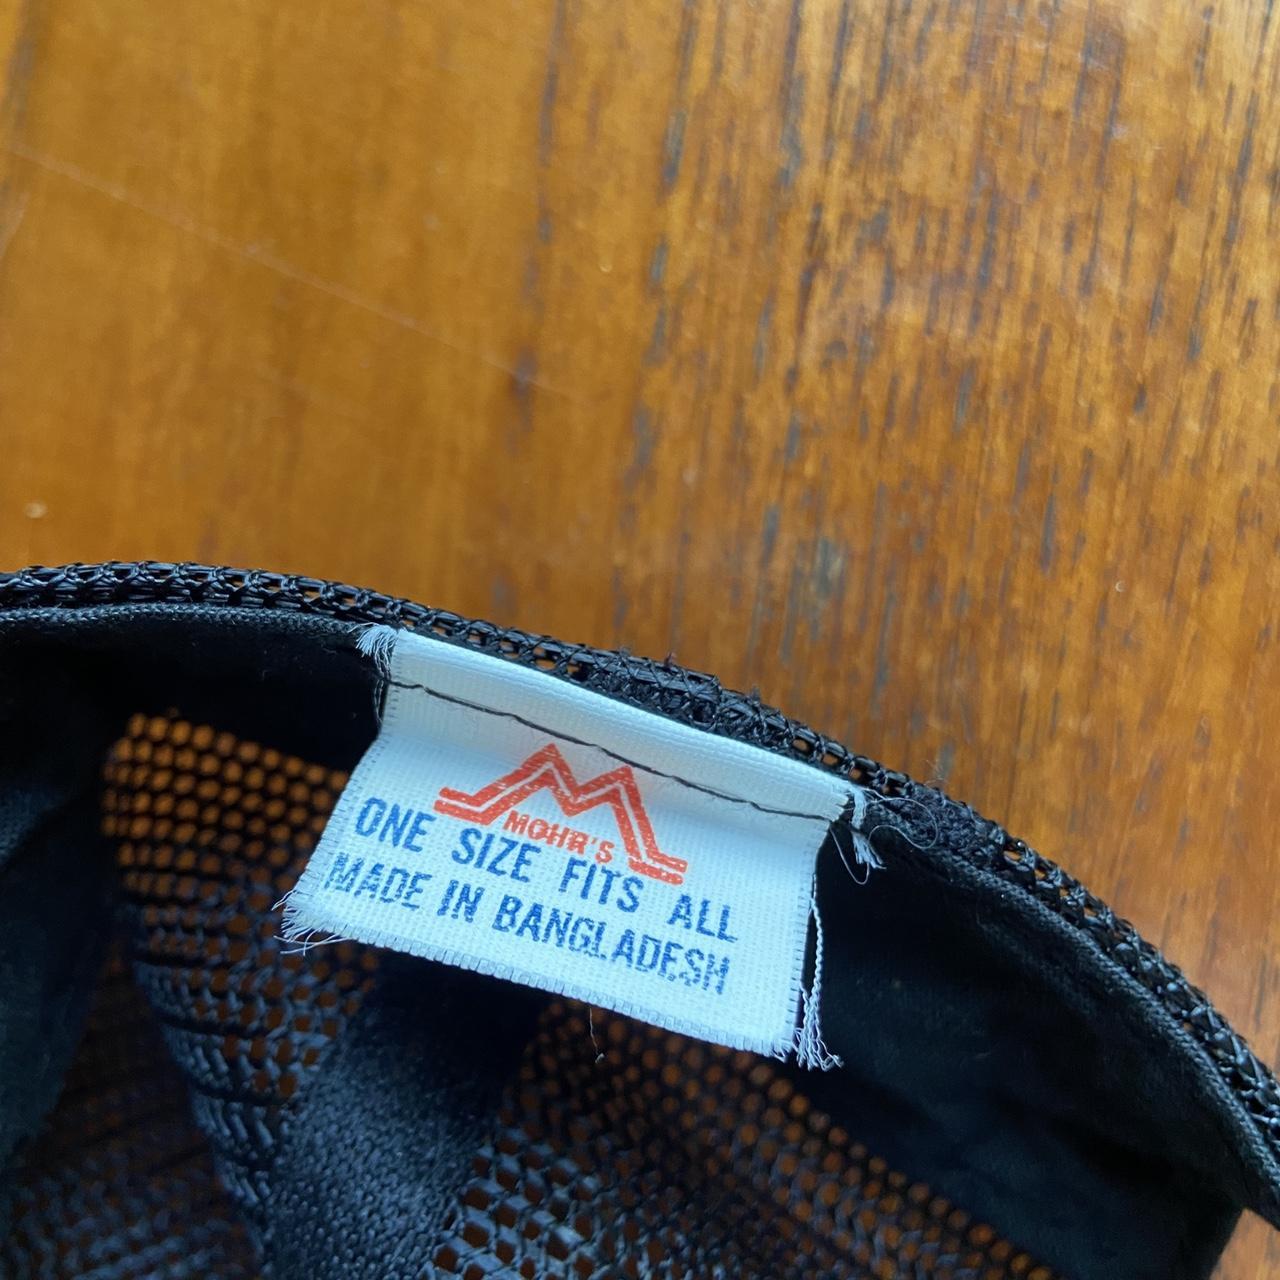 MOHR'S
ONE SIZE FITS ALL
MADE IN BANGLADESH